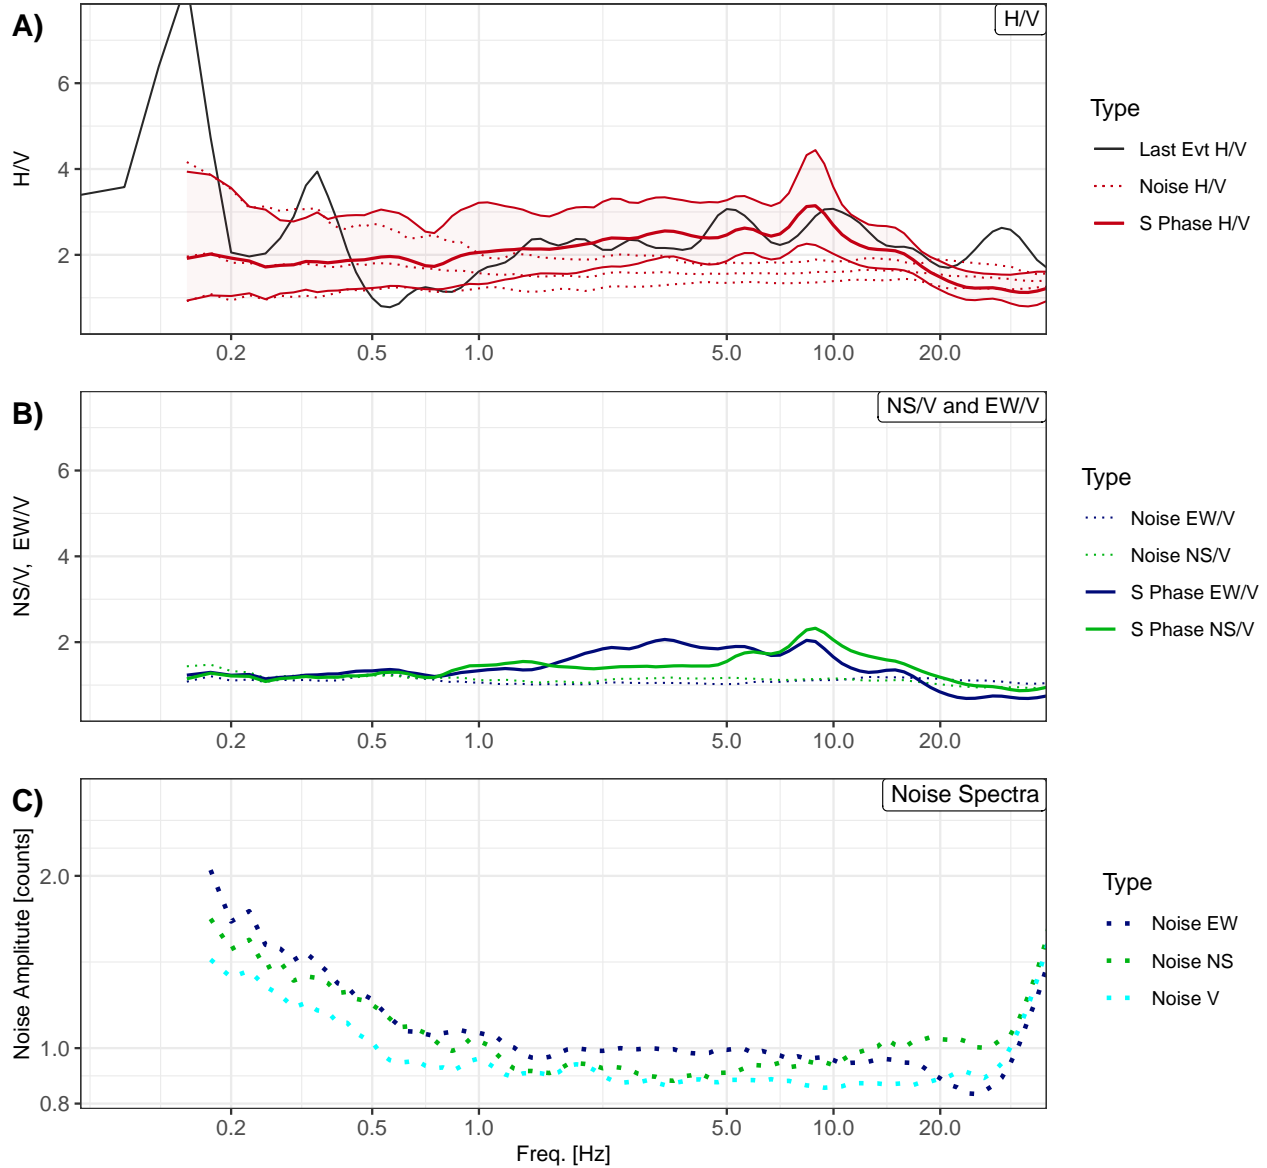 A)
H/V
6
4
2
H/V
0.2 0.5 1.0 5.0 10.0 20.0
Type
Last Evt H/V
Noise H/V
S Phase H/V
B)
NS/V and EW/V
6
4
2
NS/V,  EW/V
0.2 0.5 1.0 5.0 10.0 20.0
Type
Noise EW/V
Noise NS/V
S Phase EW/V
S Phase NS/V
C)
Noise Spectra
2.0
1.0
0.8
Noise Amplitute [counts]
0.2 0.5 1.0 5.0 10.0 20.0
Freq. [Hz]
Type
Noise EW
Noise NS
Noise V